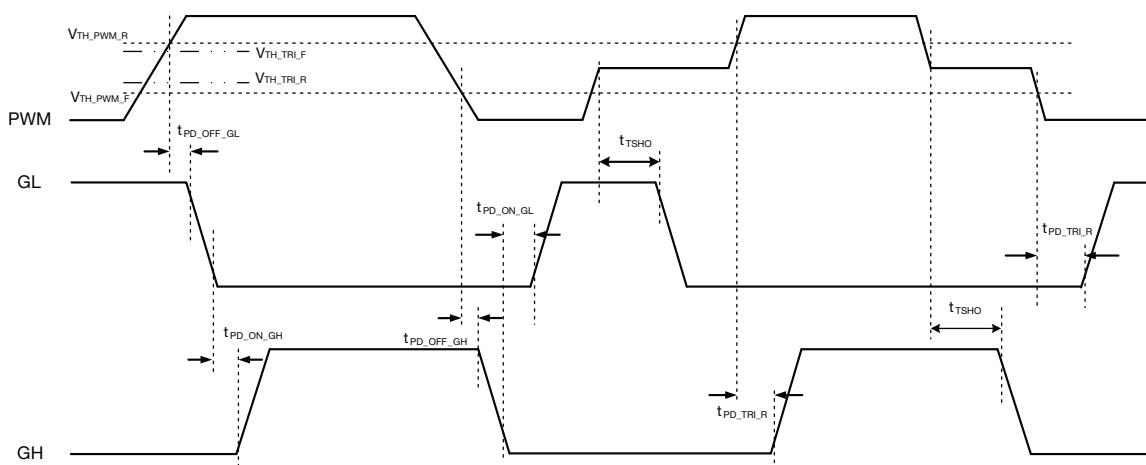 VTH_PWM_R
VTH_TRI_F
VTH_TRI_R
VTH_PWM_F
PWM
tPD_OFF_GL
tTSHO
GL
tPD_ON_GL
tPD_TRI_R
tTSHO
tPD_ON_GH
tPD_OFF_GH
tPD_TRI_R
GH